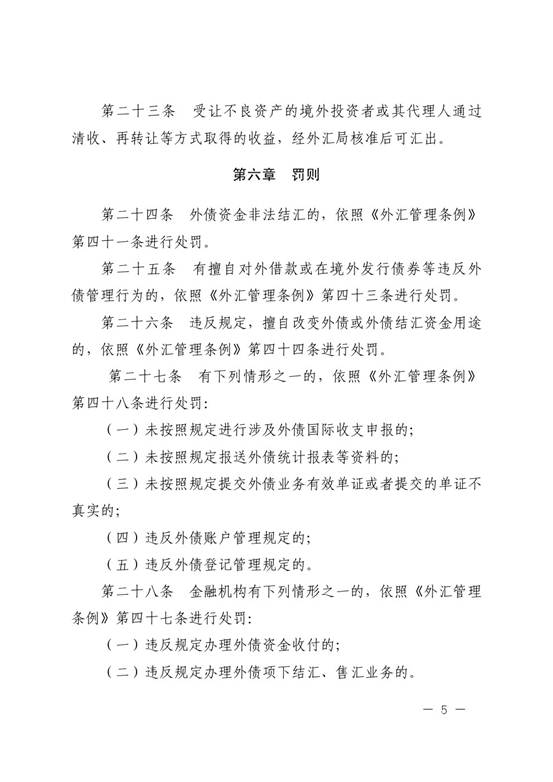 第二十三条　受让不良资产的境外投资者或其代理人通过
清收、再转让等方式取得的收益，经外汇局核准后可汇出。
第六章　罚则
第二十四条　外债资金非法结汇的，依照《外汇管理条例》
第四十一条进行处罚。
第二十五条　有擅自对外借款或在境外发行债券等违反外
债管理行为的，依照《外汇管理条例》第四十三条进行处罚。
第二十六条　违反规定，擅自改变外债或外债结汇资金用途
的，依照《外汇管理条例》第四十四条进行处罚。
第二十七条　有下列情形之一的，依照《外汇管理条例》
第四十八条进行处罚：
（一）未按照规定进行涉及外债国际收支申报的；
（二）未按照规定报送外债统计报表等资料的；
（三）未按照规定提交外债业务有效单证或者提交的单证不
真实的；
（四）违反外债账户管理规定的；
（五）违反外债登记管理规定的。
第二十八条　金融机构有下列情形之一的，依照《外汇管理
条例》第四十七条进行处罚：
（一）违反规定办理外债资金收付的；
（二）违反规定办理外债项下结汇、售汇业务的。
— 5 —